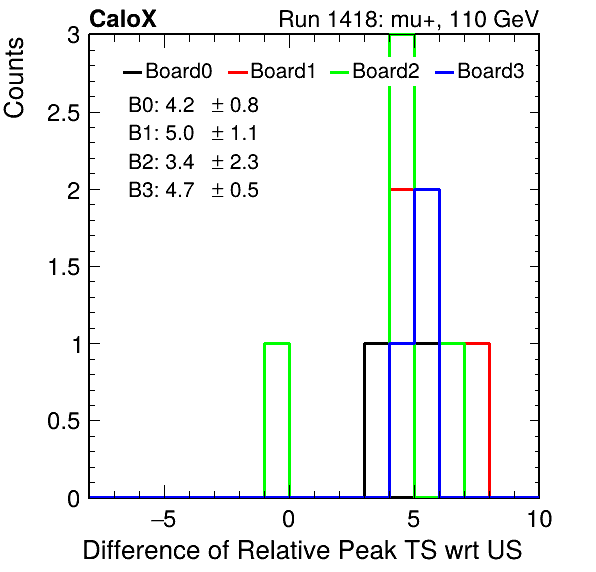 CaloX Run 1418: mu+, 110 GeV
Counts
Board0 Board1 Board2 Board3
B0: 4.2 ± 0.8
B1: 5.0 ± 1.1
B2: 3.4 ± 2.3
B3: 4.7 ± 0.5
3
2.5
2
1.5
1
0.5
0
−5 0 5 10
Difference of Relative Peak TS wrt US